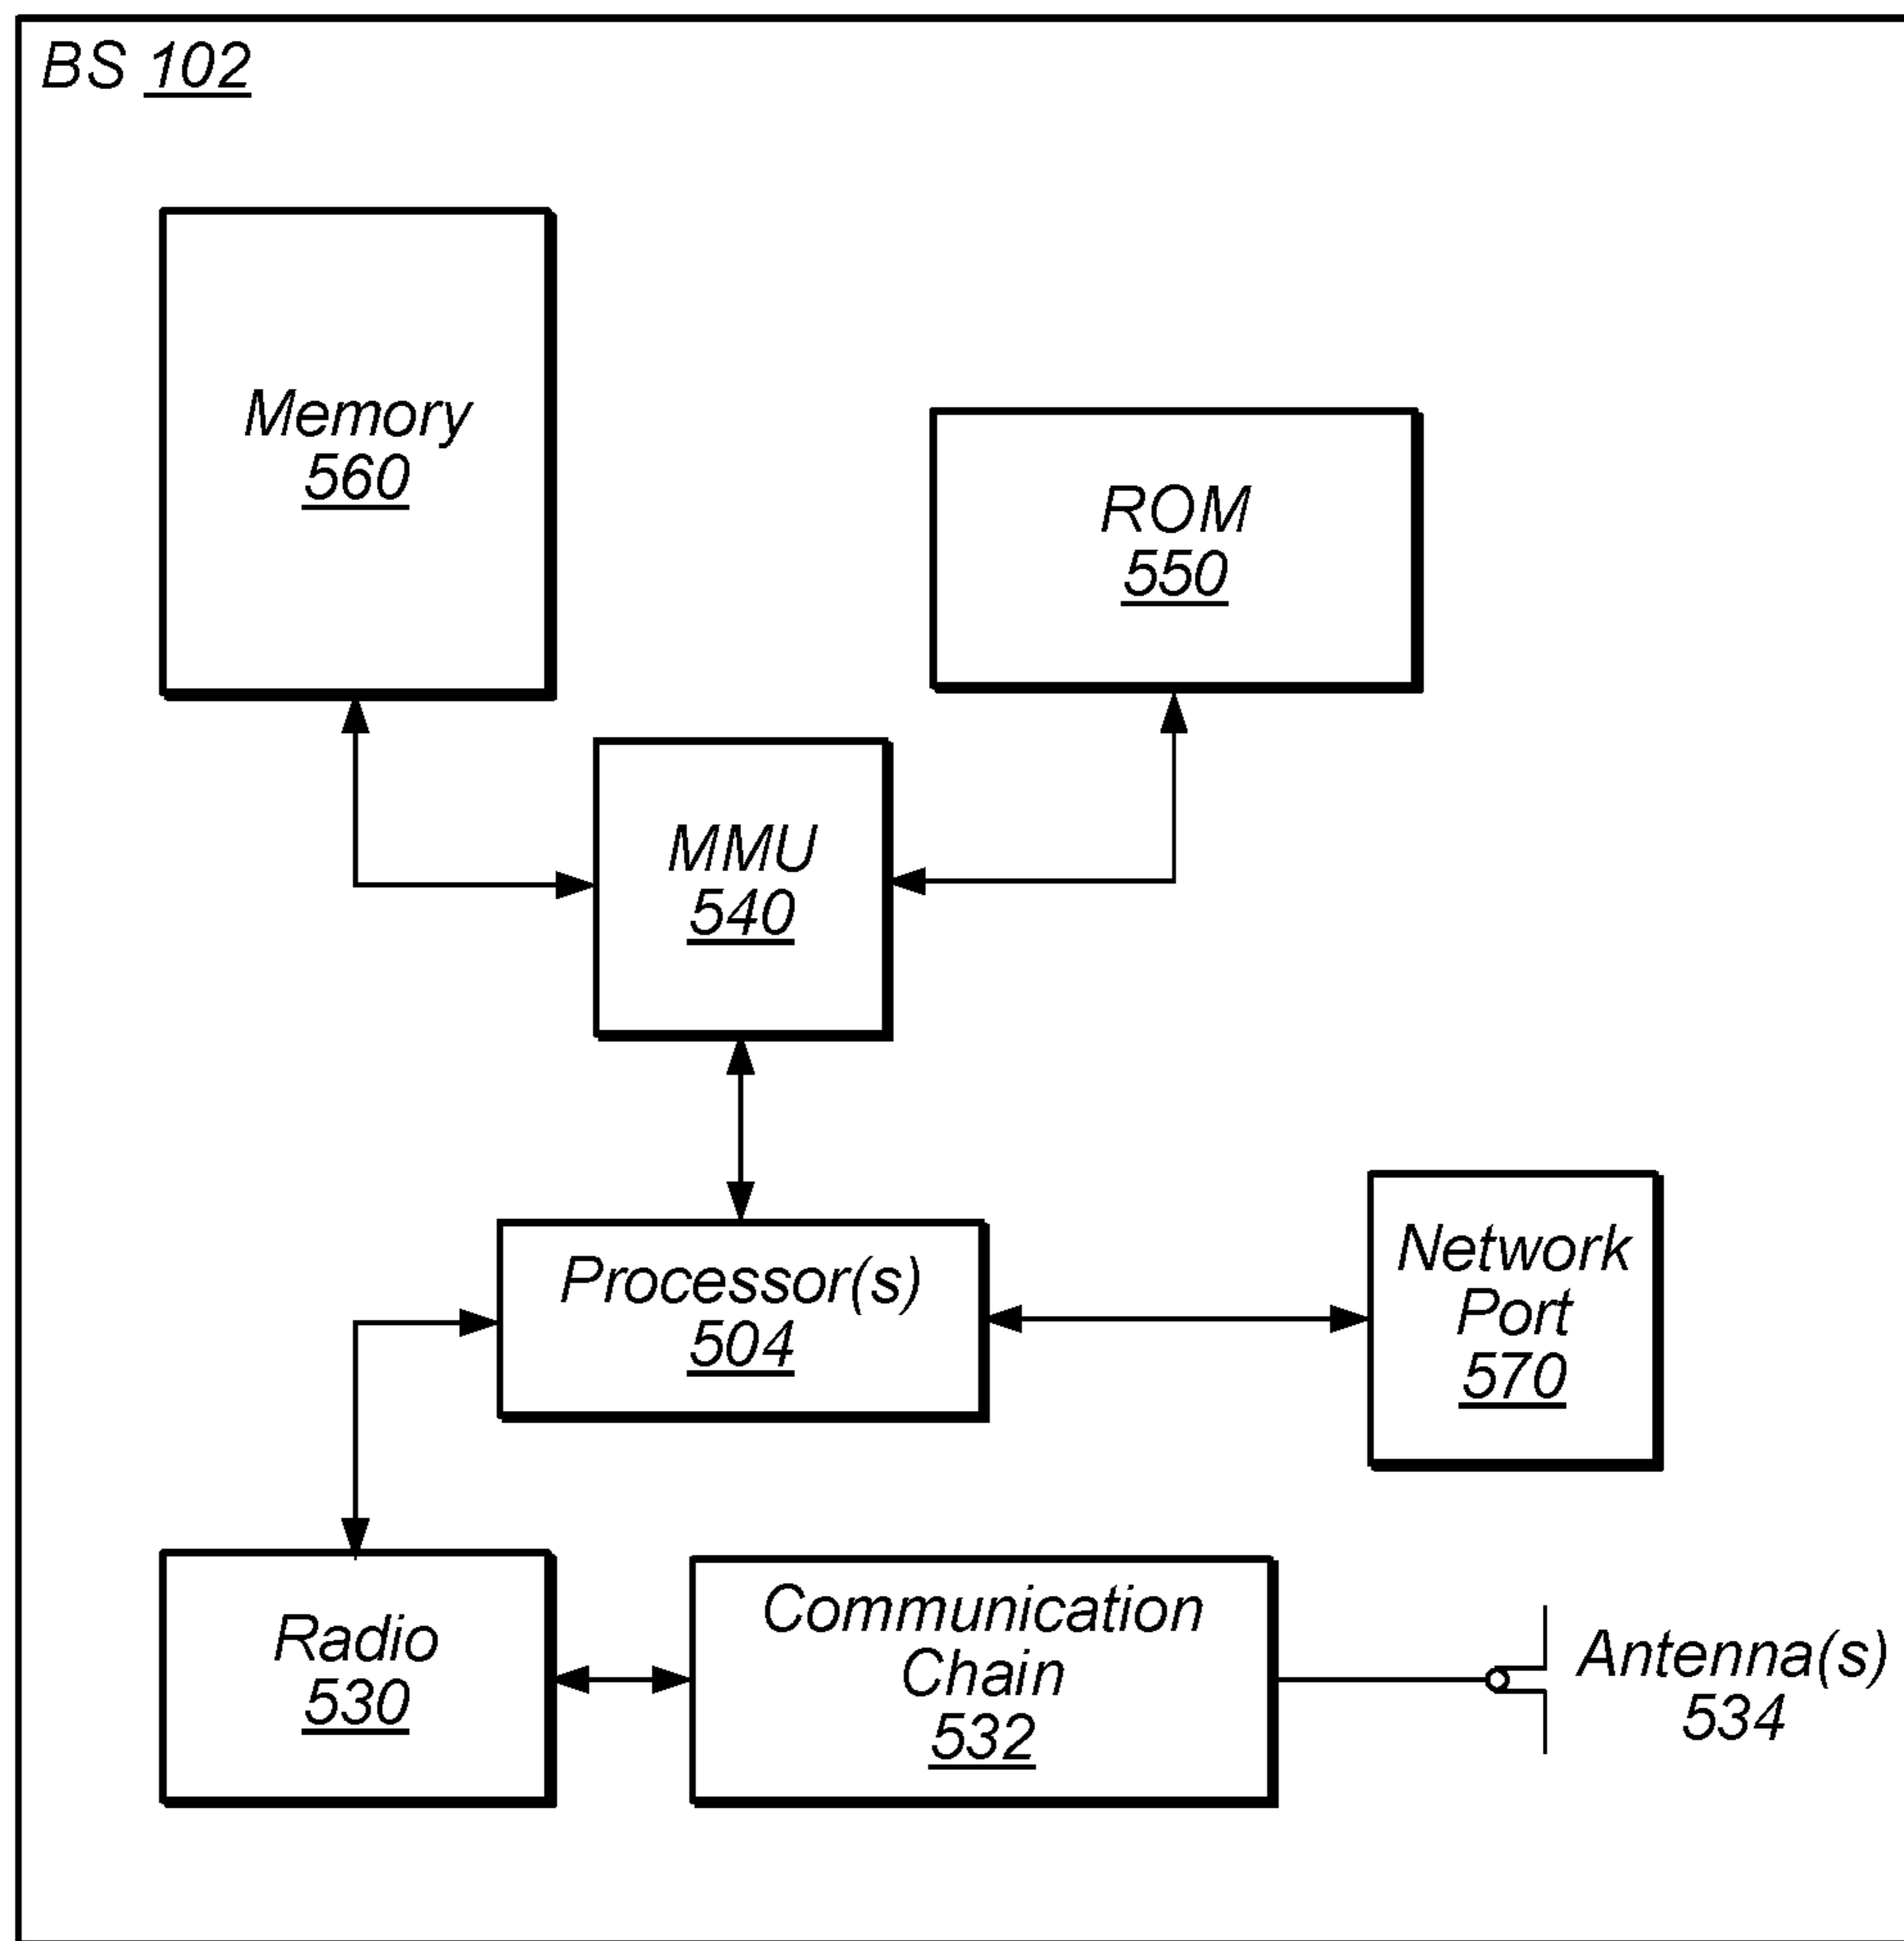 BS 102
Memory
560
ROM
550
MMU
540
Processor(s)
504
Network
Port
570
Radio
530
Communication
Chain
532
Antenna(s)
534